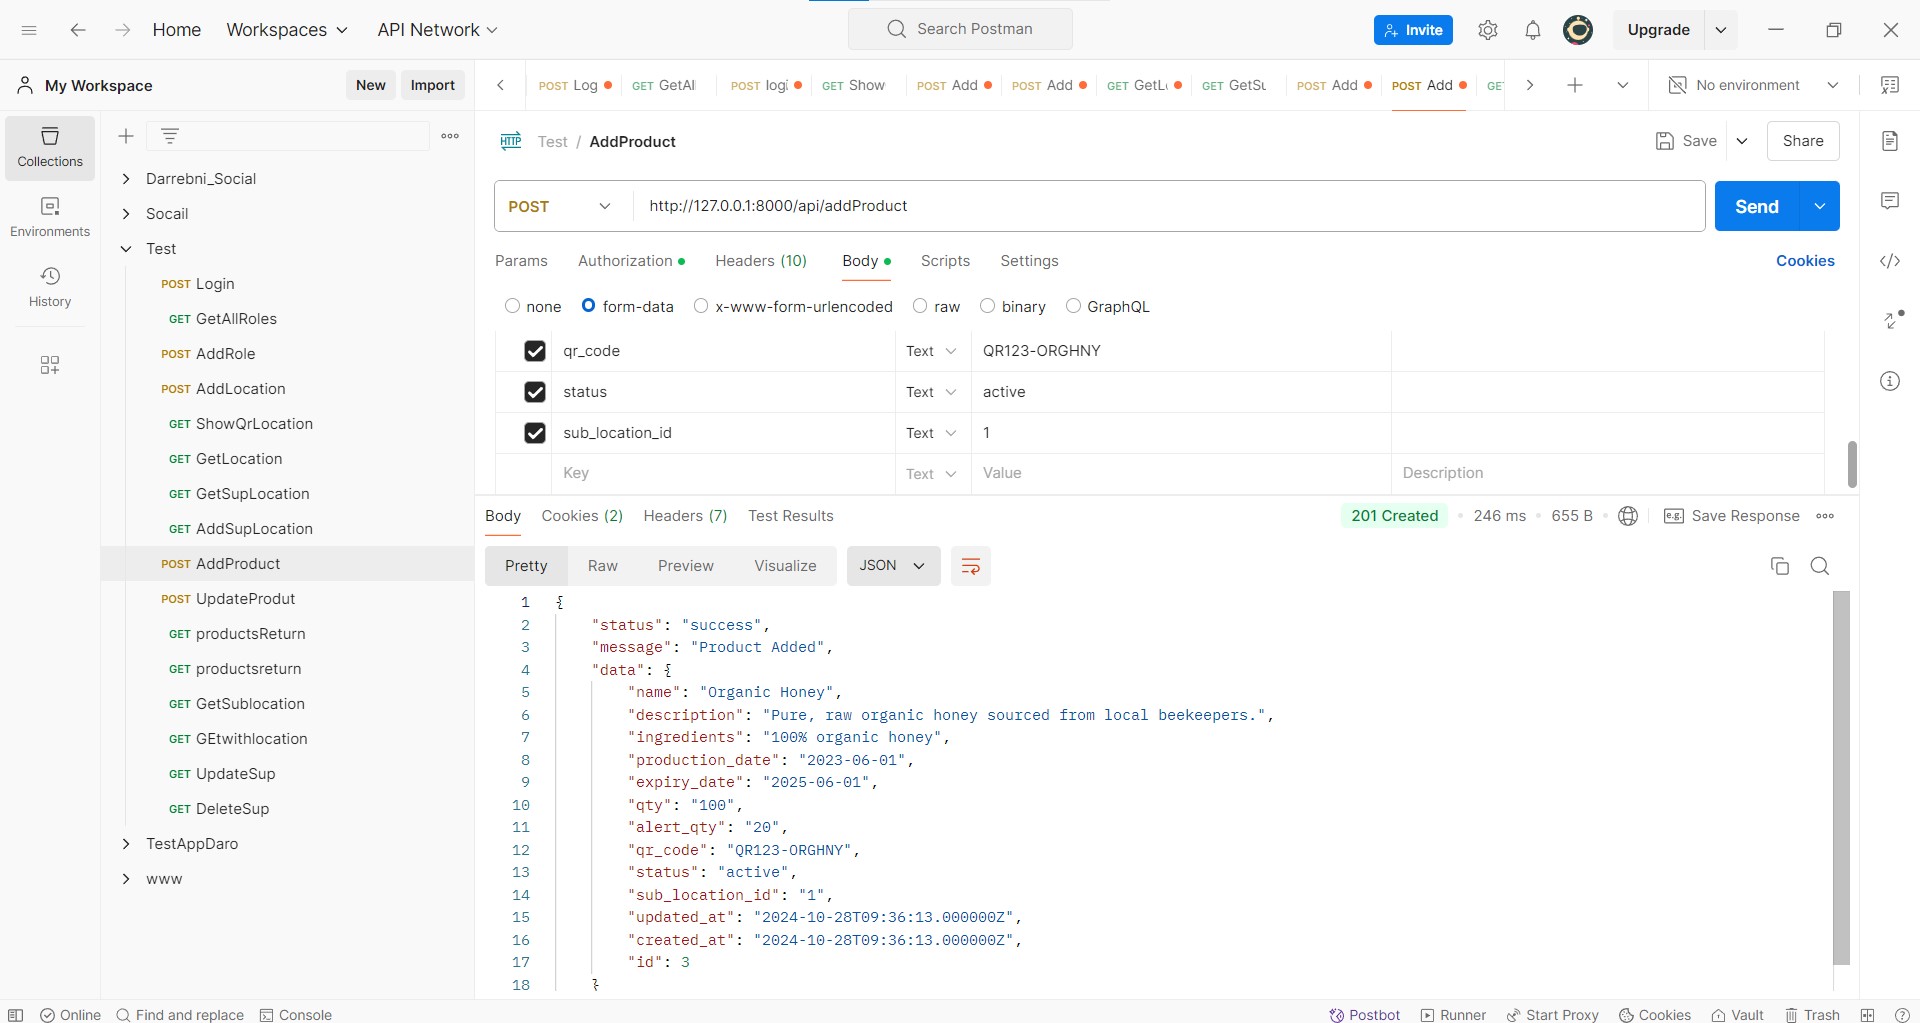 Home
Workspaces
API Network
Search Postman
Invite
Upgrade
My Workspace
New
Import
POST Log
GET GetAll
POST logi
GET Show
POST Add
POST Add
GET GetL
GET GetSu
POST Add
POST Add
GE
No environment
Collections
Environments
History
Darrebni_Social
Socail
Test
POST Login
GET GetAllRoles
POST AddRole
POST AddLocation
GET ShowQrLocation
GET GetLocation
GET GetSupLocation
GET AddSupLocation
POST AddProduct
POST UpdateProdut
GET productsReturn
GET productsreturn
GET GetSublocation
GET GEtwithlocation
GET UpdateSup
GET DeleteSup
TestAppDaro
www
HTTP Test / AddProduct
Save
Share
POST
http://127.0.0.1:8000/api/addProduct
Send
Params Authorization Headers (10) Body Scripts Settings Cookies
none form-data x-www-form-urlencoded raw binary GraphQL
qr_code Text QR123-ORGHNY
status Text active
sub_location_id Text 1
Key Text Value Description
Body Cookies (2) Headers (7) Test Results
201 Created 246 ms 655 B
e.g. Save Response
Pretty Raw Preview Visualize JSON
1 {
2 "status": "success",
3 "message": "Product Added",
4 "data": {
5 "name": "Organic Honey",
6 "description": "Pure, raw organic honey sourced from local beekeepers.",
7 "ingredients": "100% organic honey",
8 "production_date": "2023-06-01",
9 "expiry_date": "2025-06-01",
10 "qty": "100",
11 "alert_qty": "20",
12 "qr_code": "QR123-ORGHNY",
13 "status": "active",
14 "sub_location_id": "1",
15 "updated_at": "2024-10-28T09:36:13.000000Z",
16 "created_at": "2024-10-28T09:36:13.000000Z",
17 "id": 3
18 }
Online Find and replace Console
Postbot Runner Start Proxy Cookies Vault Trash